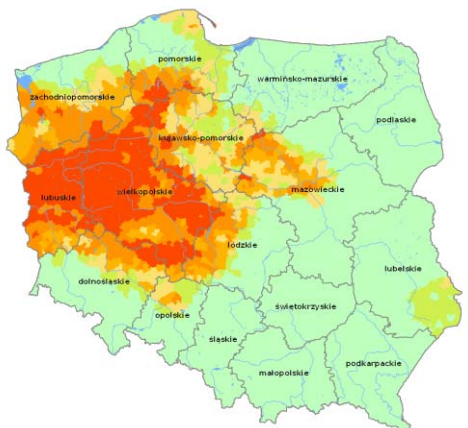 pomorskie
warmińsko-mazurskie
zachodniopomorskie
podlaskie
kujawsko-pomorskie
mazowieckie
lubuskie
wielkopolskie
łódzkie
lubelskie
dolnośląskie
opolskie
świętokrzyskie
śląskie
podkarpackie
małopolskie